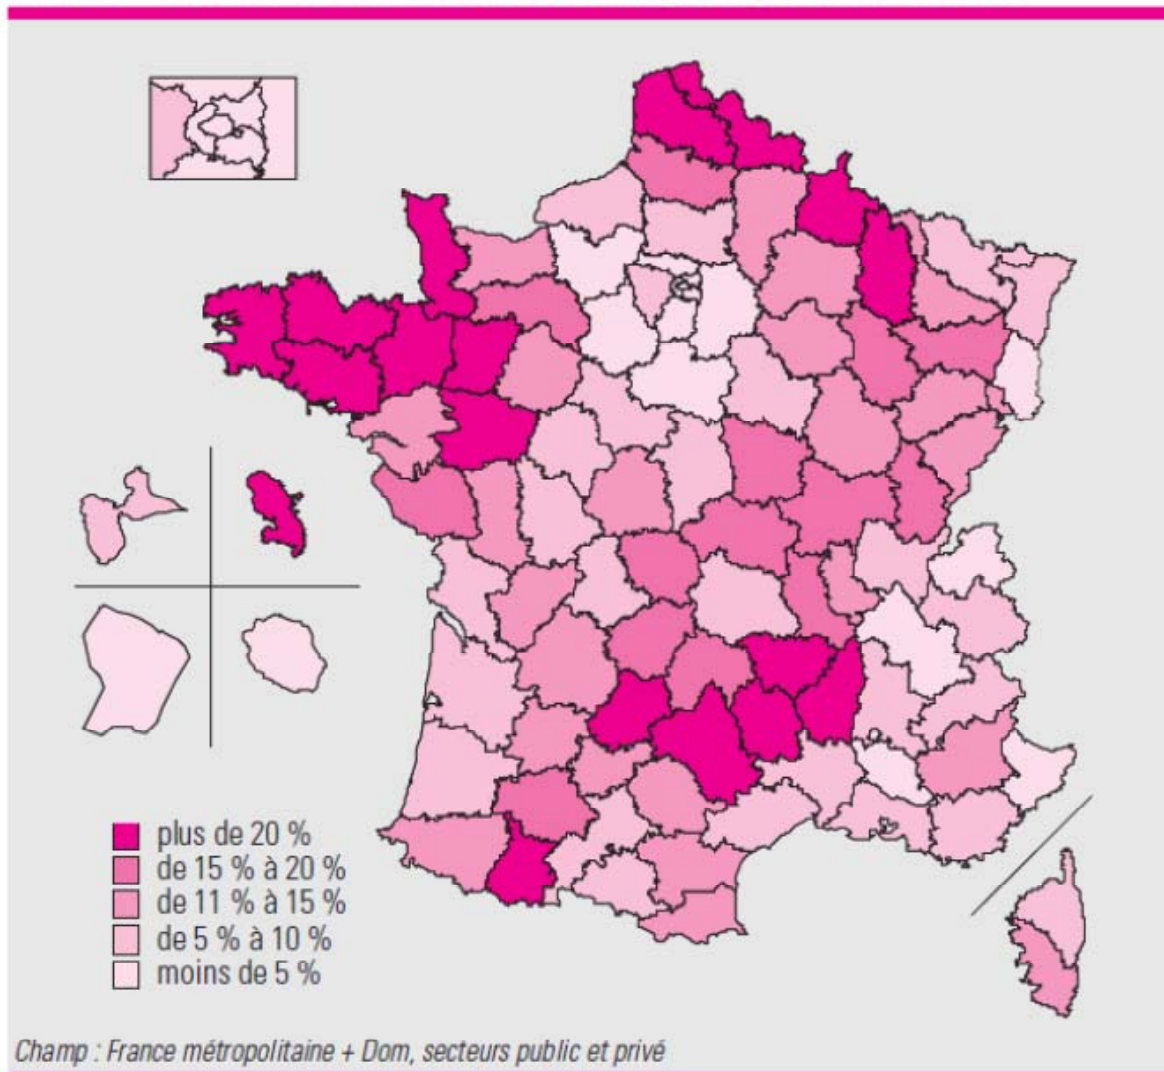 plus de 20 %
de 15 % à 20 %
de 11 % à 15 %
de 5 % à 10 %
moins de 5 %
Champ : France métropolitaine + Dom, secteurs public et privé